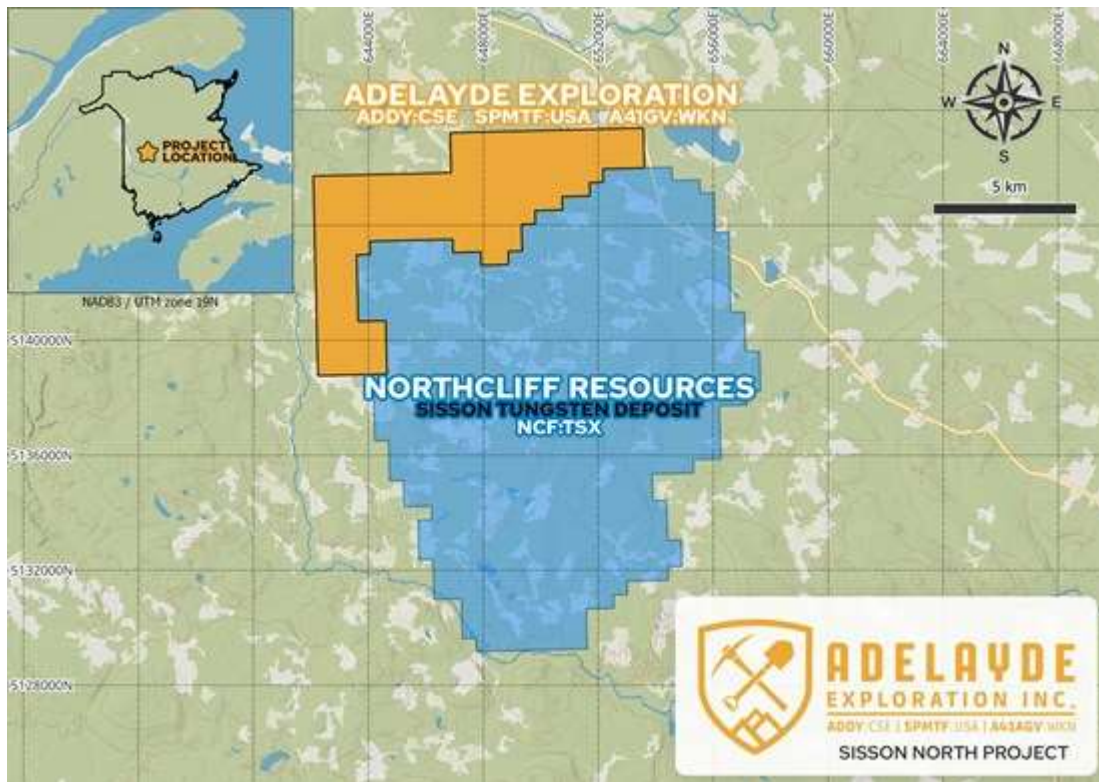 644000E
648000E
652000E
656000E
660000E
664000E
668000E
ADELAYDE EXPLORATION
ADDY:CSE SPMTF:USA A41GV:WKN
N
W E
S
5 km
PROJECT
LOCATION
NAD83 / UTM zone 19N
5140000N
NORTHCLIFF RESOURCES
SISSON TUNGSTEN DEPOSIT
NCF:TSX
5136000N
5132000N
5128000N
ADELAYDE
EXPLORATION INC.
ADDY:CSE | SPMTF:USA | A41AGV:WKN
SISSON NORTH PROJECT